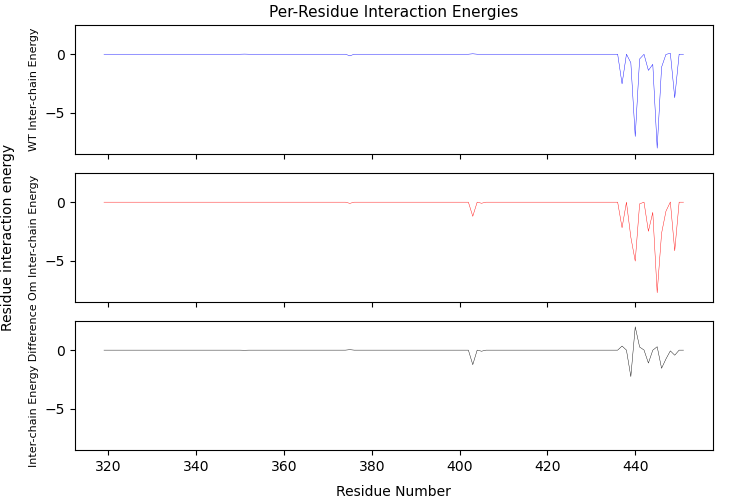 Per-Residue Interaction Energies
Residue interaction energy
WT Inter-chain Energy
0
−5
Om Inter-chain Energy
0
−5
Inter-chain Energy Difference
0
−5
320 340 360 380 400 420 440
Residue Number